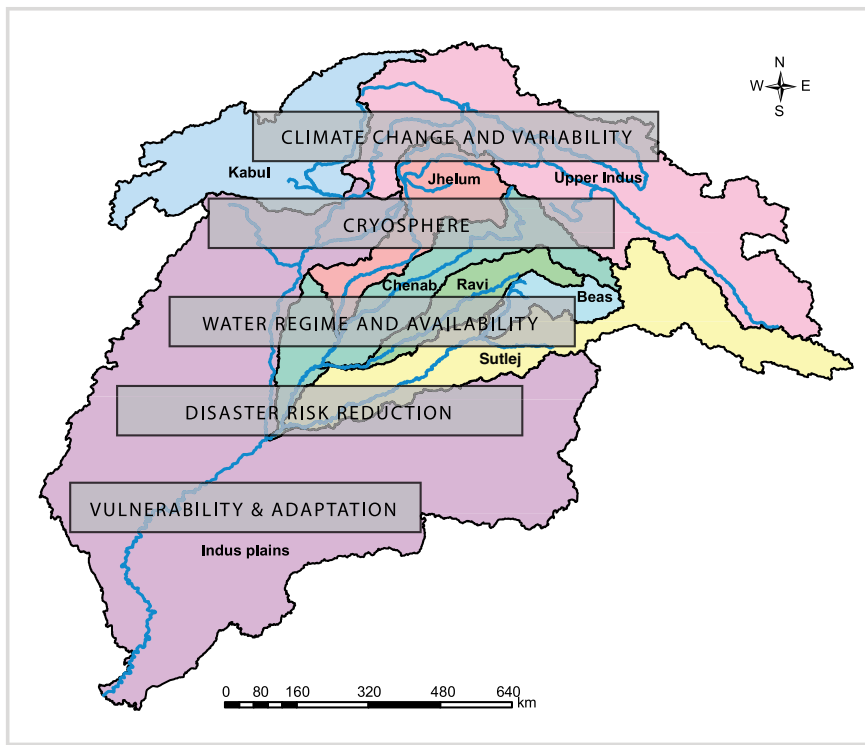 N
W E
S
CLIMATE CHANGE AND VARIABILITY
Kabul
Jhelum
Upper Indus
CRYOSPHERE
Chenab
Ravi
Beas
WATER REGIME AND AVAILABILITY
Sutlej
DISASTER RISK REDUCTION
VULNERABILITY & ADAPTATION
Indus plains
0 80 160 320 480 640
km